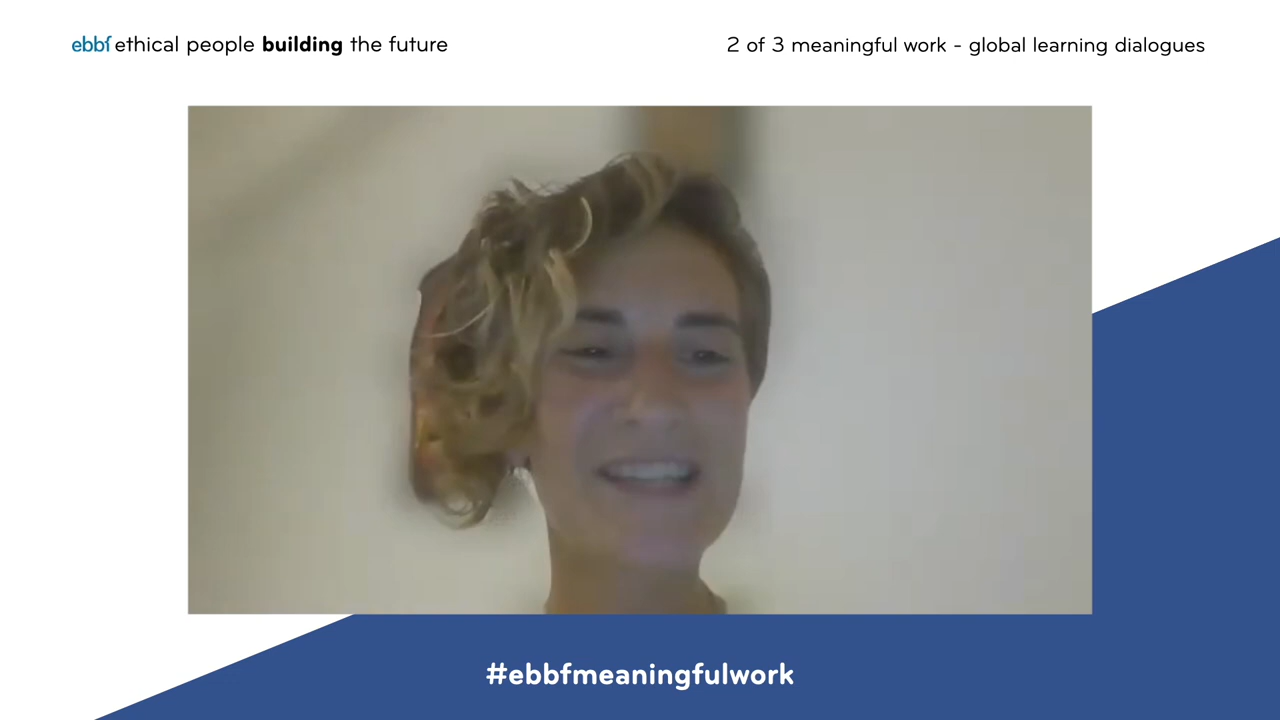 ebbf ethical people building the future
2 of 3 meaningful work - global learning dialogues
#ebbfmeaningfulwork